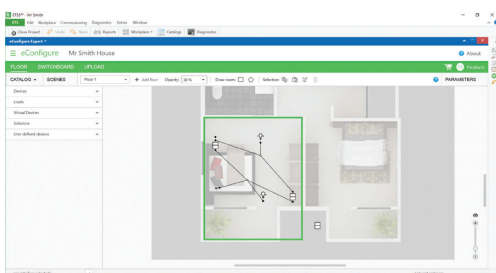 ETS5™ - Mr Smith
ETS Edit Workplace Commissioning Diagnostics Extras Window
Close Project Undo Redo Reports Workplace Catalogs Diagnostics
eConfigure Expert
eConfigure Mr Smith House About
FLOOR SWITCHBOARD UPLOAD Products
CATALOG SCENES Floor 1 Add floor Opacity: 30 % Draw room: Selection: PARAMETERS
Devices
Loads
Virtual Devices
Solutions
User defined devices